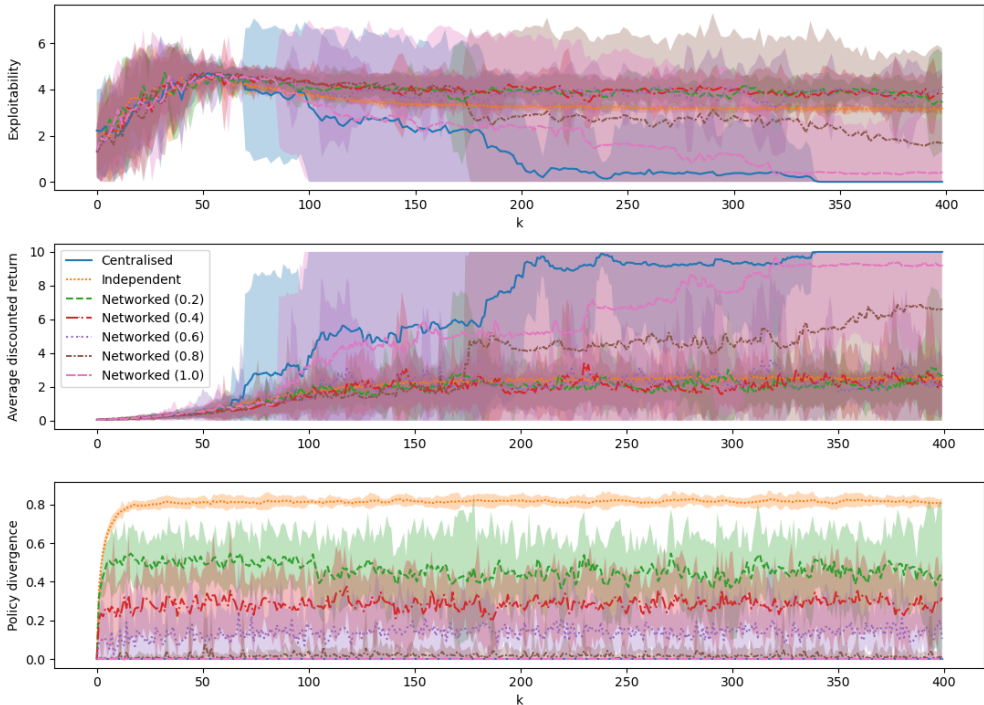 Exploitability
6
4
2
0
0 50 100 150 200 250 300 350 400
k
Average discounted return
10
8
6
4
2
0
Centralised
Independent
Networked (0.2)
Networked (0.4)
Networked (0.6)
Networked (0.8)
Networked (1.0)
0 50 100 150 200 250 300 350 400
k
Policy divergence
0.8
0.6
0.4
0.2
0.0
0 50 100 150 200 250 300 350 400
k